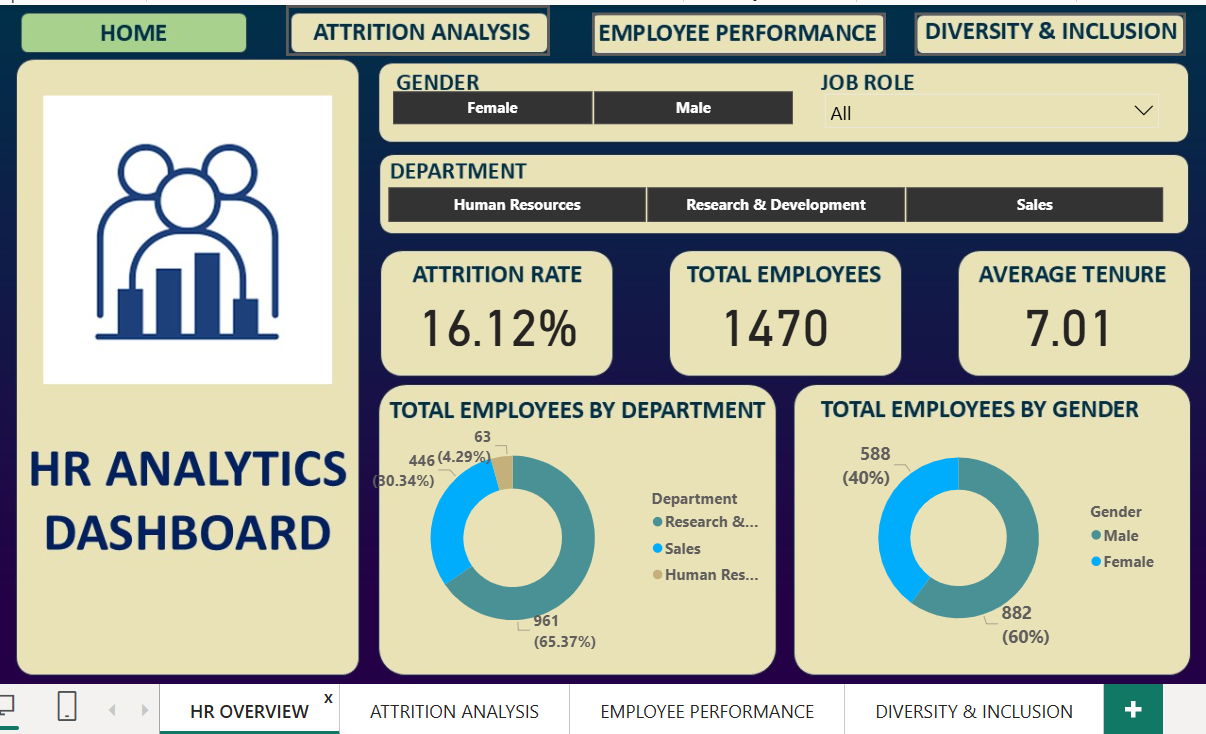 HOME
ATTRITION ANALYSIS
EMPLOYEE PERFORMANCE
DIVERSITY & INCLUSION
HR ANALYTICS
DASHBOARD
GENDER
Female
Male
JOB ROLE
All
DEPARTMENT
Human Resources
Research & Development
Sales
ATTRITION RATE
16.12%
TOTAL EMPLOYEES
1470
AVERAGE TENURE
7.01
TOTAL EMPLOYEES BY DEPARTMENT
63
(4.29%)
446
(30.34%)
961
(65.37%)
Department
Research &...
Sales
Human Res...
TOTAL EMPLOYEES BY GENDER
588
(40%)
882
(60%)
Gender
Male
Female
HR OVERVIEW
x
ATTRITION ANALYSIS
EMPLOYEE PERFORMANCE
DIVERSITY & INCLUSION